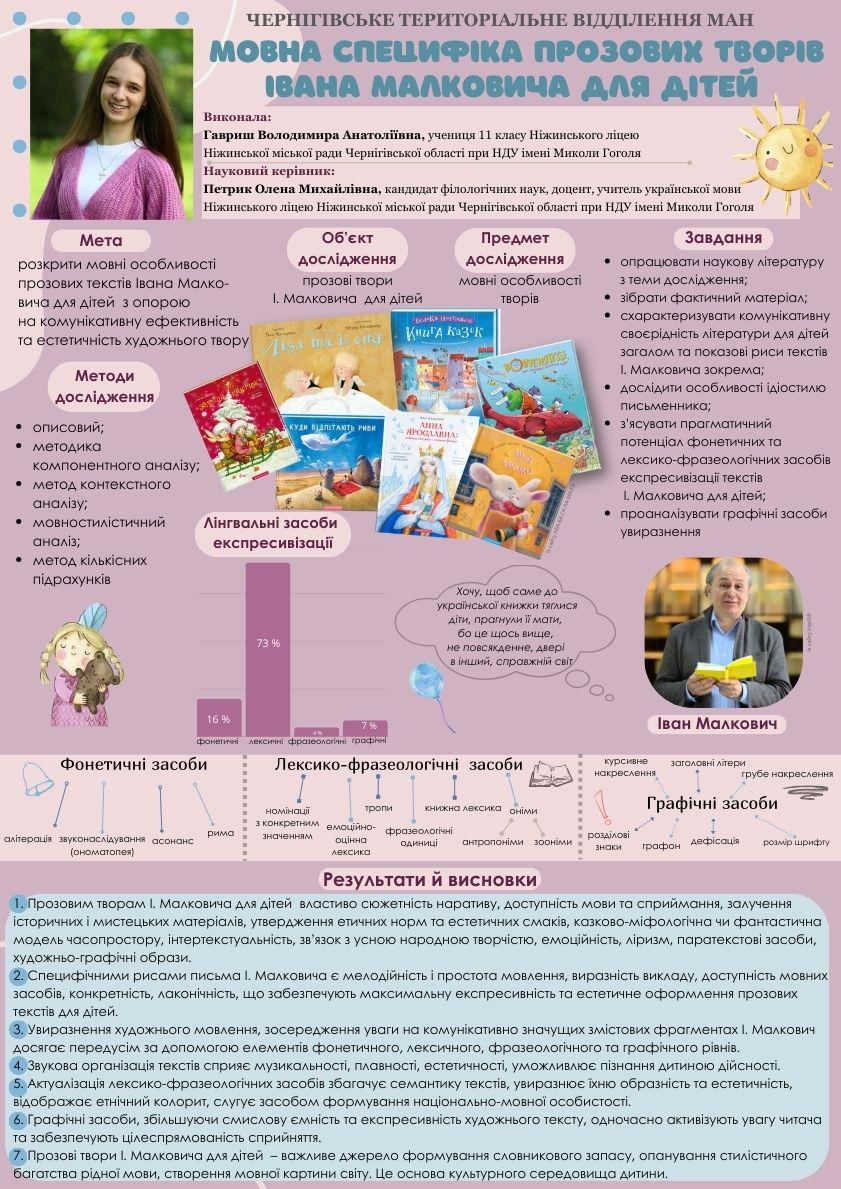 ЧЕРНІГІВСЬКЕ ТЕРИТОРІАЛЬНЕ ВІДДІЛЕННЯ МАН
МОВНА СПЕЦИФІКА ПРОЗОВИХ ТВОРІВ
ІВАНА МАЛКОВИЧА ДЛЯ ДІТЕЙ
Виконала:
Гавриш Володимира Анатоліївна, учениця 11 класу Ніжинського ліцею
Ніжинської міської ради Чернігівської області при НДУ імені Миколи Гоголя
Науковий керівник:
Петрик Олена Михайлівна, кандидат філологічних наук, доцент, учитель української мови
Ніжинського ліцею Ніжинської міської ради Чернігівської області при НДУ імені Миколи Гоголя
Мета
розкрити мовні особливості
прозових текстів Івана Малко-
вича для дітей з опорою
на комунікативну ефективність
та естетичність художнього твору
Об'єкт
дослідження
прозові твори
І. Малковича для дітей
Предмет
дослідження
мовні особливості
творів
Завдання
• опрацювати наукову літературу
з теми дослідження;
• зібрати фактичний матеріал;
• схарактеризувати комунікативну
своєрідність літератури для дітей
загалом та показові риси текстів
І. Малковича зокрема;
• дослідити особливості ідіостилю
письменника;
• з'ясувати прагматичний
потенціал фонетичних та
лексико-фразеологічних засобів
експресивізації текстів
І. Малковича для дітей;
• проаналізувати графічні засоби
увиразнення
Методи
дослідження
• описовий;
• методика
компонентного аналізу;
• метод контекстного
аналізу;
• мовностилістичний
аналіз;
• метод кількісних
підрахунків
Ліза та її сни
Книга казок
КУДИ ВІДЛІТАЮТЬ РИБИ
АННА
ЯРОСЛАВНА:
Лінгвальні засоби
експресивізації
16 %
73 %
4 %
7 %
фонетичні
лексичні
фразеологічні
графічні
Хочу, щоб саме до
української книжки тяглися
діти, прагнули її мати,
бо це щось вище,
не повсякденне, двері
в інший, справжній світ
Іван Малкович
Фонетичні засоби
алітерація
звуконаслідування
(ономатопея)
асонанс
рима
Лексико-фразеологічні засоби
номінації
з конкретним
значенням
емоційно-
оцінна
лексика
тропи
фразеологічні
одиниці
книжна лексика
оніми
антропоніми
зооніми
курсивне
накреслення
заголовні літери
грубе накреслення
Графічні засоби
розділові
знаки
графон
дефісація
розмір шрифту
Результати й висновки
1. Прозовим творам І. Малковича для дітей властиво сюжетність наративу, доступність мови та сприймання, залучення
історичних і мистецьких матеріалів, утвердження етичних норм та естетичних смаків, казково-міфологічна чи фантастична
модель часопростору, інтертекстуальність, зв'язок з усною народною творчістю, емоційність, ліризм, паратекстові засоби,
художньо-графічні образи.
2. Специфічними рисами письма І. Малковича є мелодійність і простота мовлення, виразність викладу, доступність мовних
засобів, конкретність, лаконічність, що забезпечують максимальну експресивність та естетичне оформлення прозових
текстів для дітей.
3. Увиразнення художнього мовлення, зосередження уваги на комунікативно значущих змістових фрагментах І. Малкович
досягає передусім за допомогою елементів фонетичного, лексичного, фразеологічного та графічного рівнів.
4. Звукова організація текстів сприяє музикальності, плавності, естетичності, уможливлює пізнання дитиною дійсності.
5. Актуалізація лексико-фразеологічних засобів збагачує семантику текстів, увиразнює їхню образність та естетичність,
відображає етнічний колорит, слугує засобом формування національно-мовної особистості.
6. Графічні засоби, збільшуючи смислову ємність та експресивність художнього тексту, одночасно активізують увагу читача
та забезпечують цілеспрямованість сприйняття.
7. Прозові твори І. Малковича для дітей – важливе джерело формування словникового запасу, опанування стилістичного
багатства рідної мови, створення мовної картини світу. Це основа культурного середовища дитини.